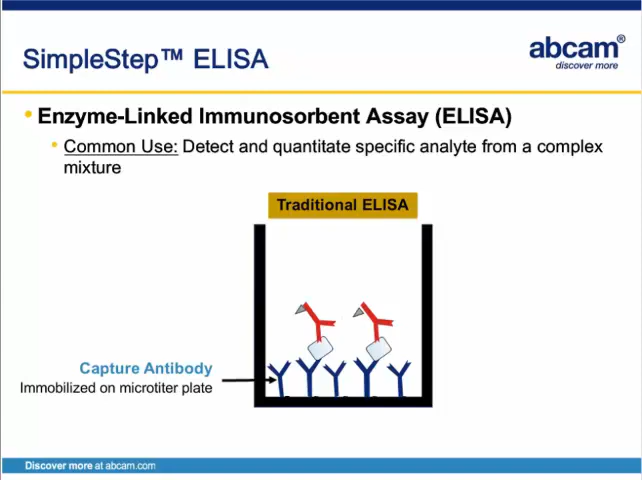 SimpleStep™ ELISA
abcam®
discover more
• Enzyme-Linked Immunosorbent Assay (ELISA)
• Common Use: Detect and quantitate specific analyte from a complex
mixture
Traditional ELISA
Capture Antibody
Immobilized on microtiter plate
Discover more at abcam.com